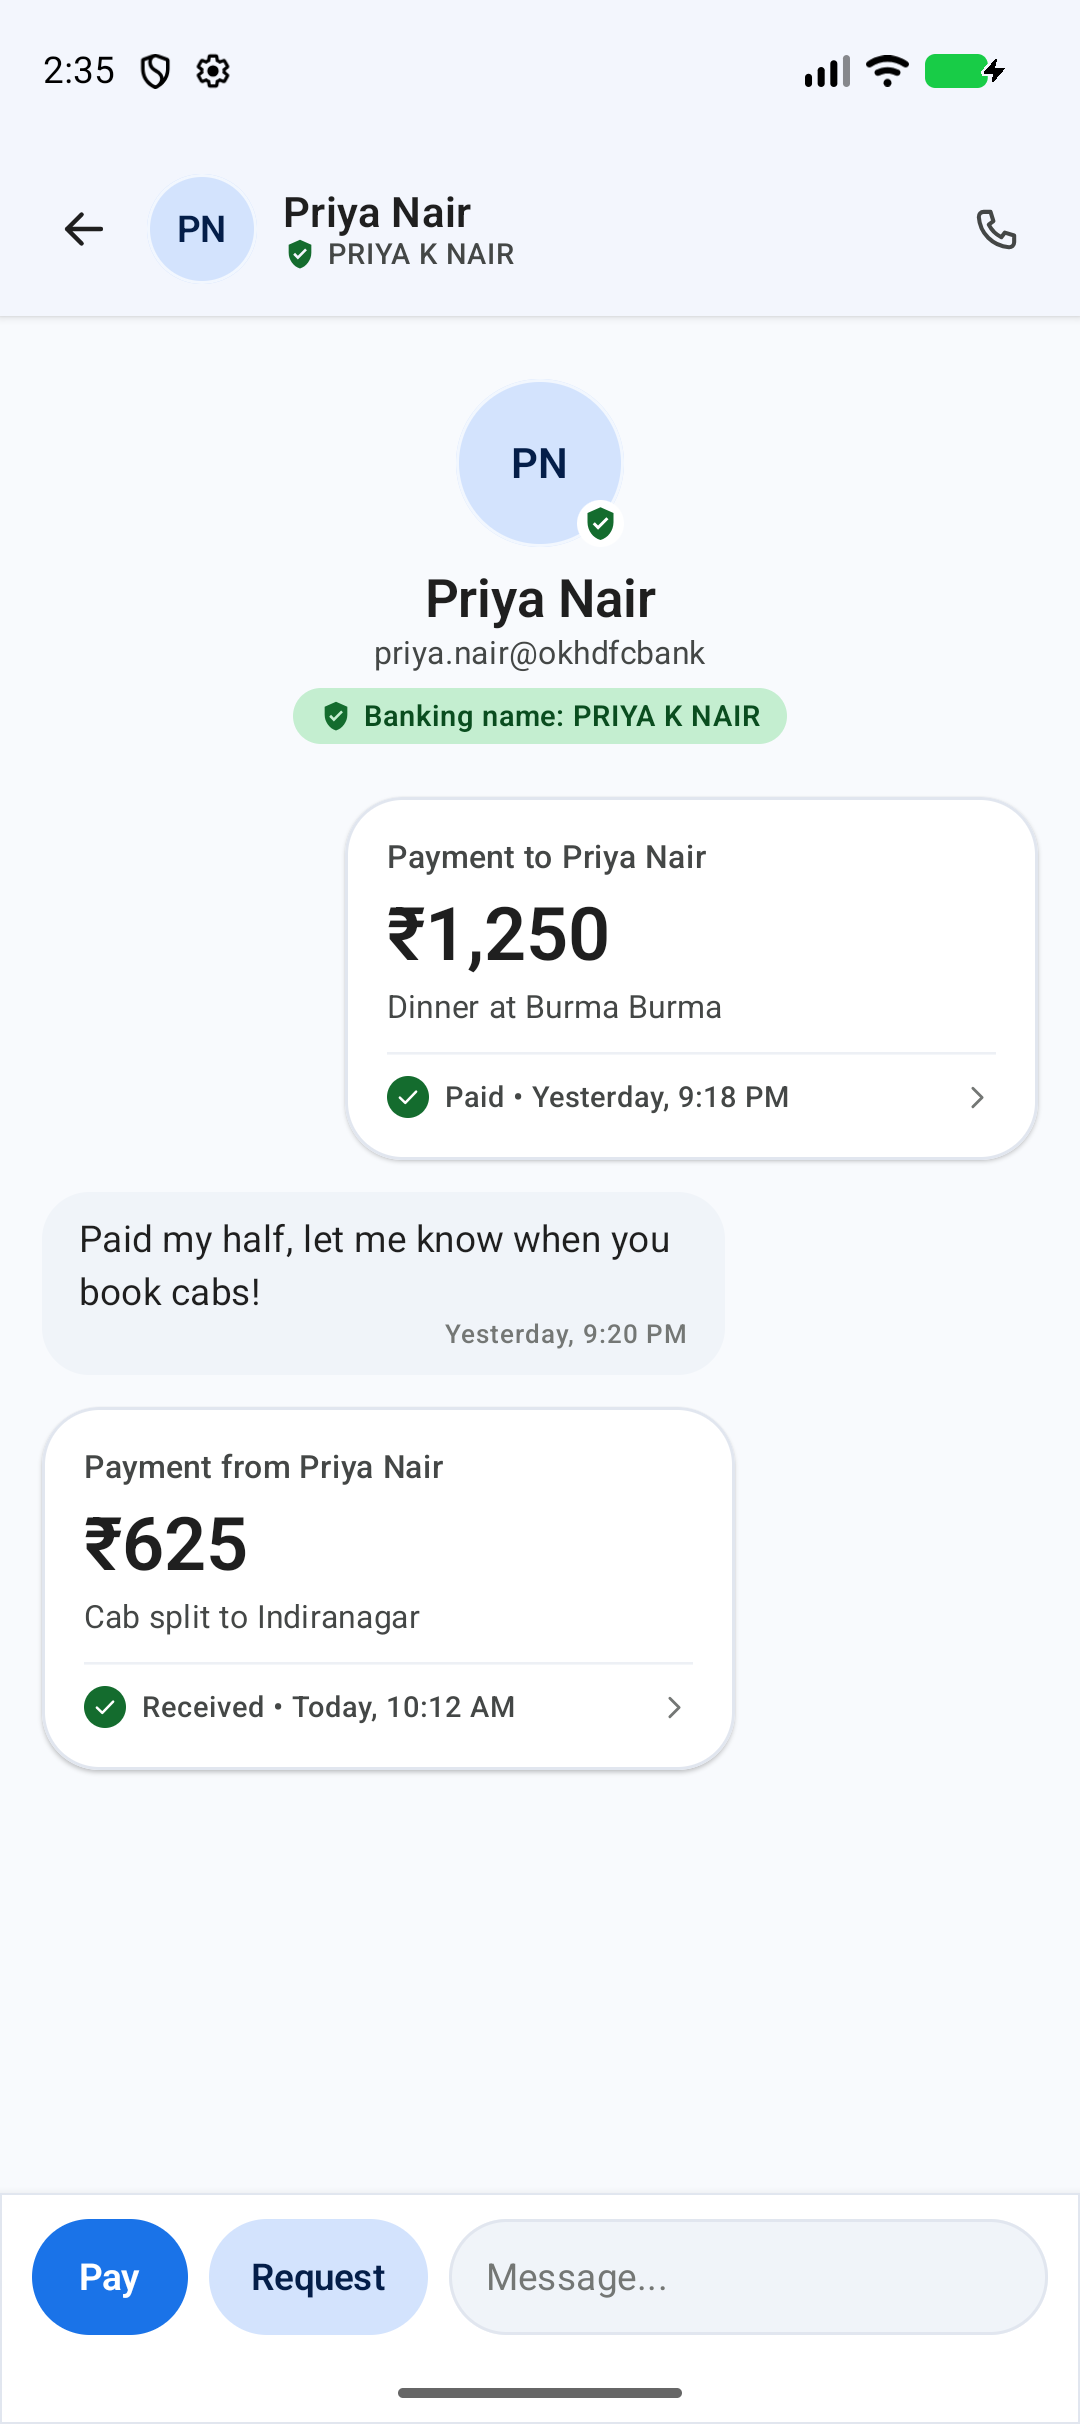 2:35
PN
Priya Nair
PRIYA K NAIR
PN
Priya Nair
priya.nair@okhdfcbank
Banking name: PRIYA K NAIR
Payment to Priya Nair
₹1,250
Dinner at Burma Burma
Paid • Yesterday, 9:18 PM
Paid my half, let me know when you
book cabs!
Yesterday, 9:20 PM
Payment from Priya Nair
₹625
Cab split to Indiranagar
Received • Today, 10:12 AM
Pay
Request
Message...